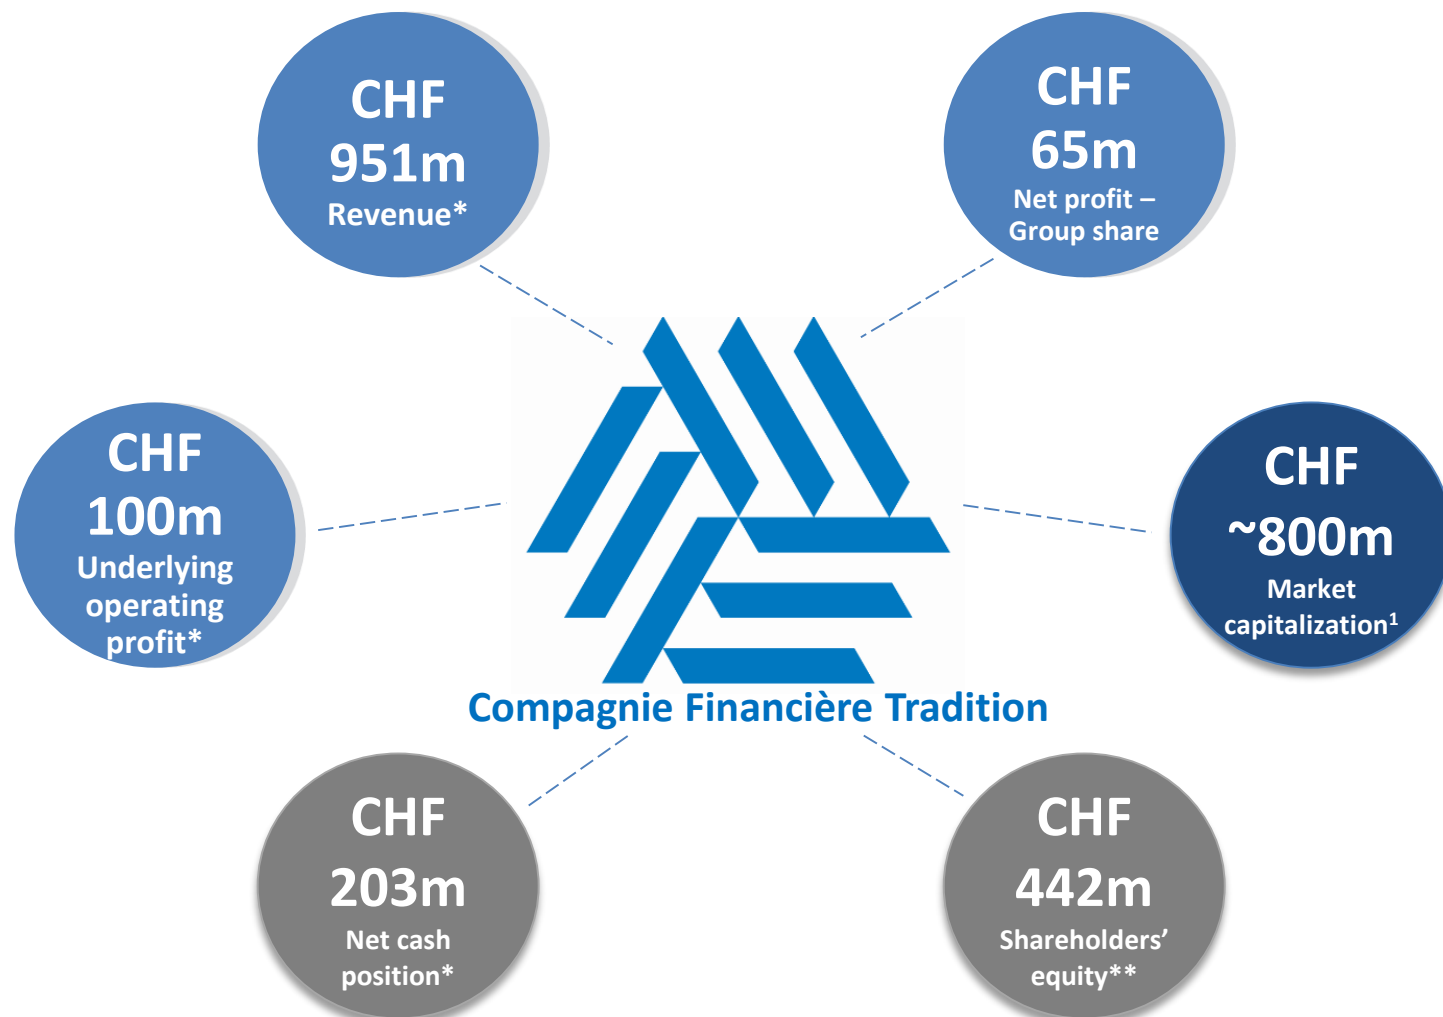 CHF
951m
Revenue*
CHF
65m
Net profit –
Group share
CHF
100m
Underlying
operating
profit*
CHF
~800m
Market
capitalization¹
Compagnie Financière Tradition
CHF
203m
Net cash
position*
CHF
442m
Shareholders’
equity**